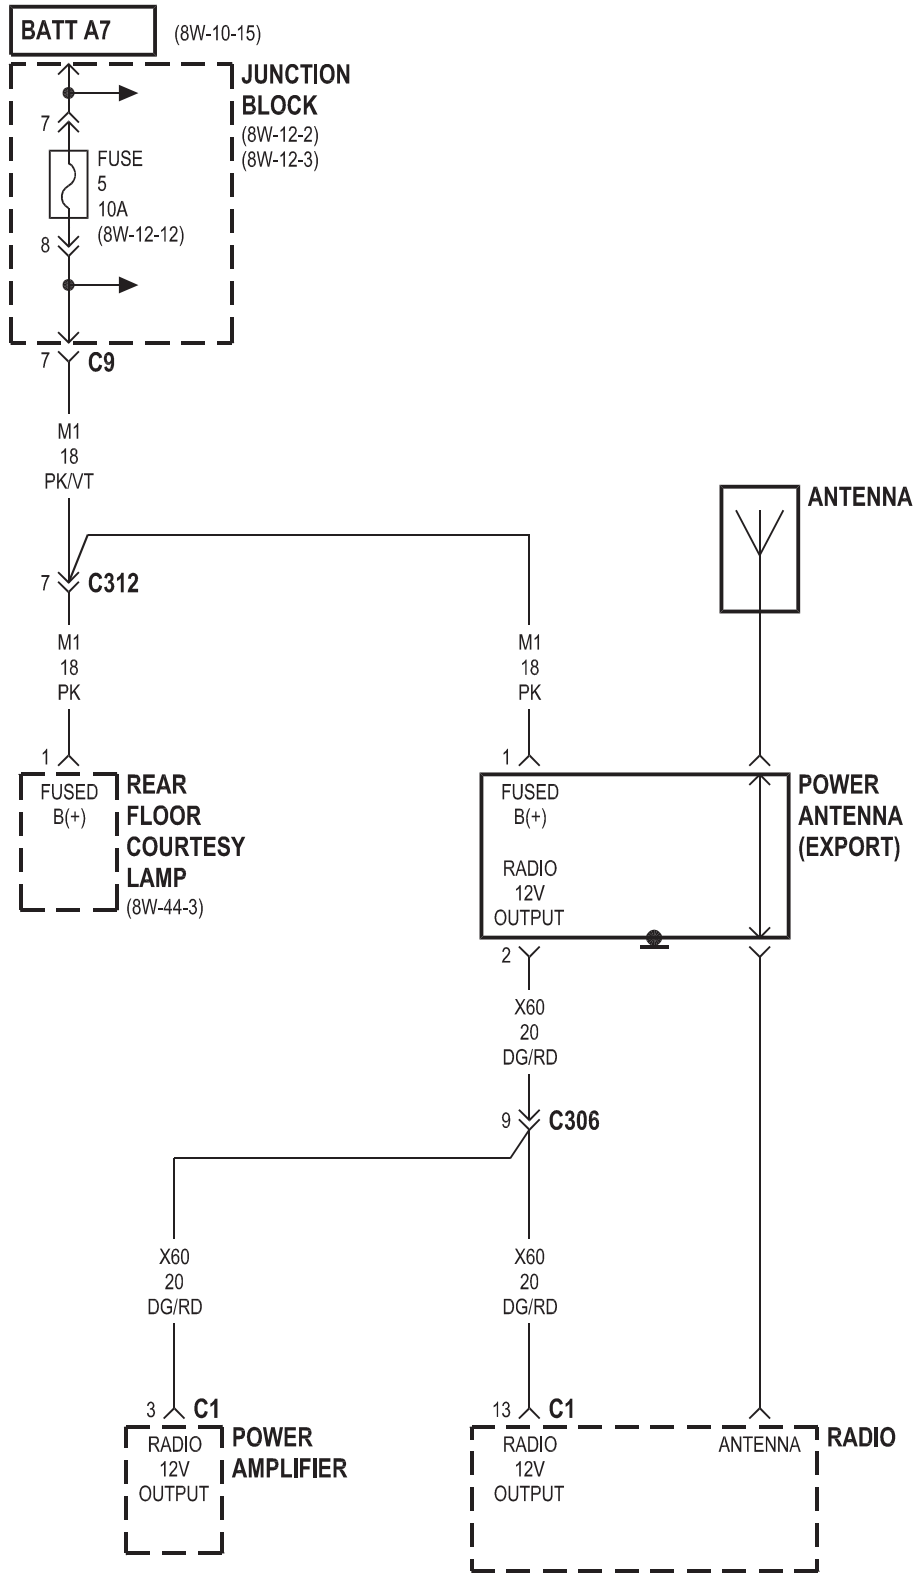 BATT A7
(8W-10-15)
JUNCTION
BLOCK
(8W-12-2)
(8W-12-3)
7
FUSE
5
10A
(8W-12-12)
8
7
C9
M1
18
PK/VT
ANTENNA
7
C312
M1
18
PK
M1
18
PK
1
1
REAR
FLOOR
COURTESY
LAMP
(8W-44-3)
FUSED
B(+)
FUSED
B(+)
RADIO
12V
OUTPUT
POWER
ANTENNA
(EXPORT)
2
X60
20
DG/RD
9
C306
X60
20
DG/RD
X60
20
DG/RD
3
C1
13
C1
RADIO
12V
OUTPUT
POWER
AMPLIFIER
RADIO
12V
OUTPUT
ANTENNA
RADIO